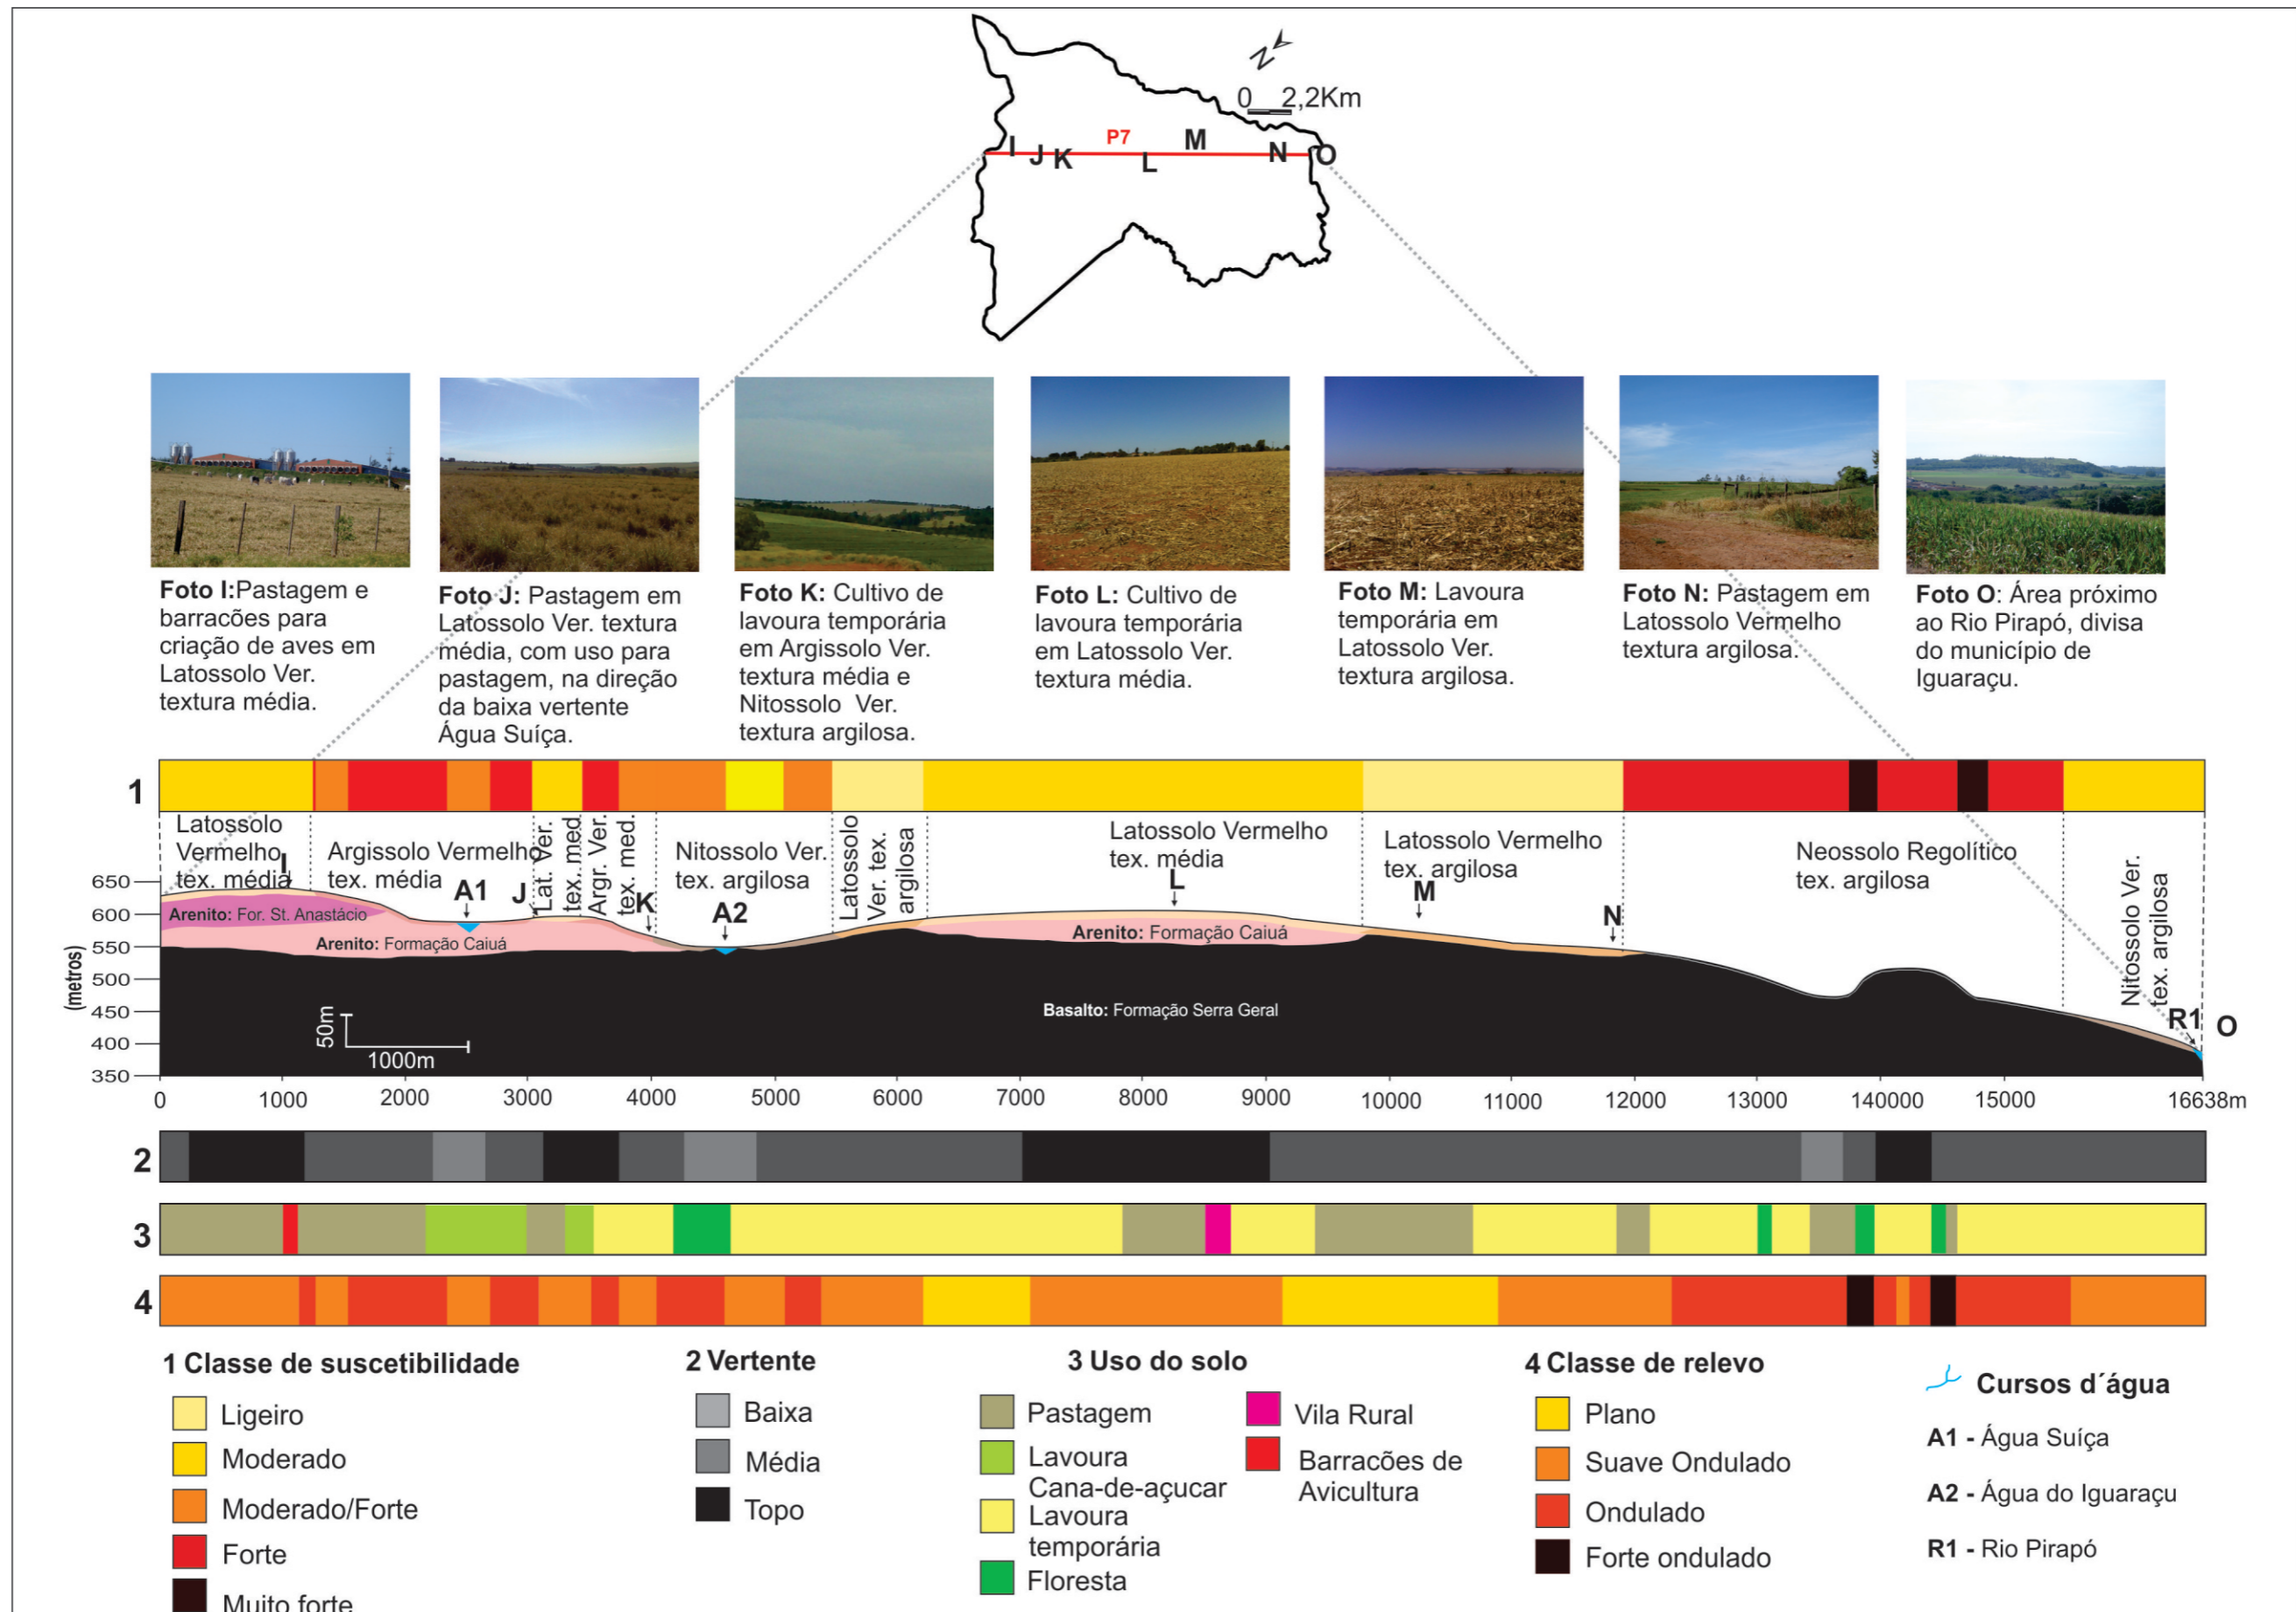 N
0 2,2Km
P7
I
J
K
L
M
N
O
Foto I:Pastagem e
barracões para
criação de aves em
Latossolo Ver.
textura média.
Foto J: Pastagem em
Latossolo Ver. textura
média, com uso para
pastagem, na direção
da baixa vertente
Água Suíça.
Foto K: Cultivo de
lavoura temporária
em Argissolo Ver.
textura média e
Nitossolo Ver.
textura argilosa.
Foto L: Cultivo de
lavoura temporária
em Latossolo Ver.
textura média.
Foto M: Lavoura
temporária em
Latossolo Ver.
textura argilosa.
Foto N: Pastagem em
Latossolo Vermelho
textura argilosa.
Foto O: Área próximo
ao Rio Pirapó, divisa
do município de
Iguaraçu.
1
Latossolo
Vermelho
tex. média
I
Argissolo Vermelho
tex. média
A1
J
Lat. Ver.
tex. med
Argr. Ver.
tex. med.
K
Nitossolo Ver.
tex. argilosa
A2
Latossolo
Ver. tex.
argilosa
Latossolo Vermelho
tex. média
L
Latossolo Vermelho
tex. argilosa
M
N
Neossolo Regolítico
tex. argilosa
Nitossolo Ver.
tex. argilosa
R1
O
Arenito: For. St. Anastácio
Arenito: Formação Caiuá
Arenito: Formação Caiuá
Basalto: Formação Serra Geral
(metros)
650
600
550
500
450
400
350
50m
1000m
0 1000 2000 3000 4000 5000 6000 7000 8000 9000 10000 11000 12000 13000 140000 15000 16638m
2
3
4
1 Classe de suscetibilidade
Ligeiro
Moderado
Moderado/Forte
Forte
Muito forte
2 Vertente
Baixa
Média
Topo
3 Uso do solo
Pastagem
Lavoura
Cana-de-açucar
Lavoura
temporária
Floresta
Vila Rural
Barracões de
Avicultura
4 Classe de relevo
Plano
Suave Ondulado
Ondulado
Forte ondulado
Cursos d´água
A1 - Água Suíça
A2 - Água do Iguaraçu
R1 - Rio Pirapó